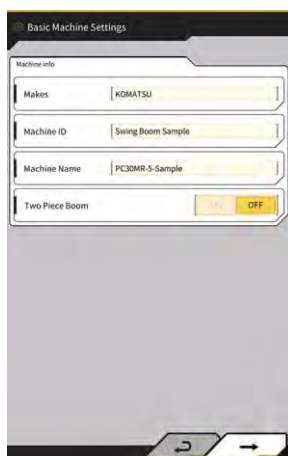 Basic Machine Settings
Machine info
Makes KOMATSU
Machine ID Swing Boom Sample
Machine Name PC30MR-5-Sample
Two Piece Boom OFF